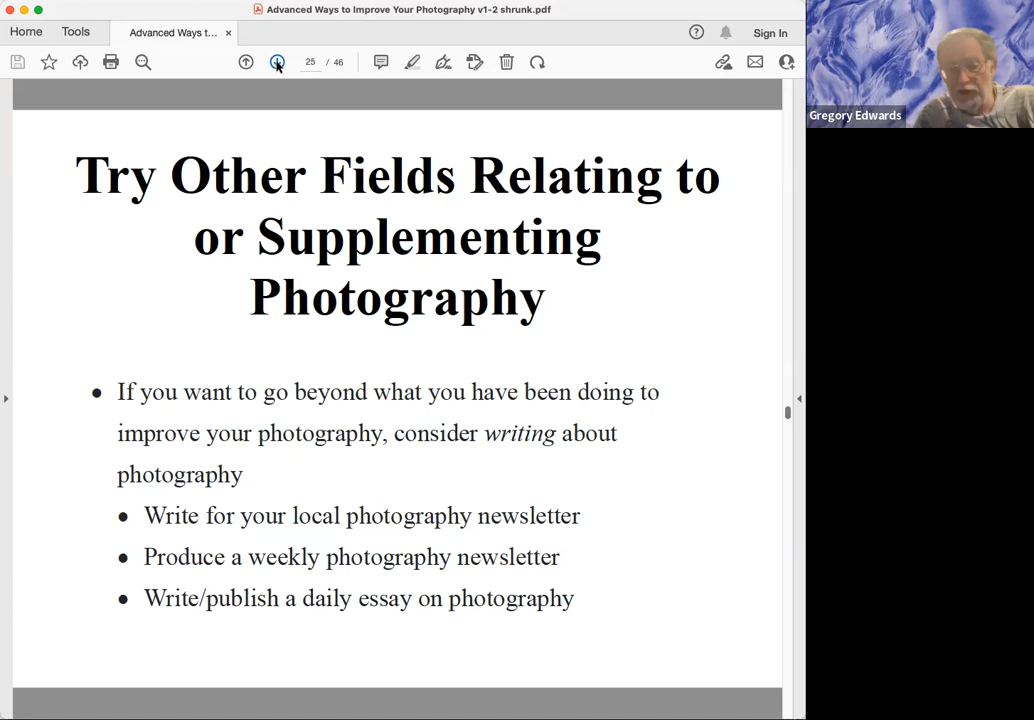 Advanced Ways to Improve Your Photography v1-2 shrunk.pdf
Home Tools Advanced Ways t... × Sign In
25 / 46
Gregory Edwards
Try Other Fields Relating to
or Supplementing
Photography
• If you want to go beyond what you have been doing to
improve your photography, consider writing about
photography
• Write for your local photography newsletter
• Produce a weekly photography newsletter
• Write/publish a daily essay on photography